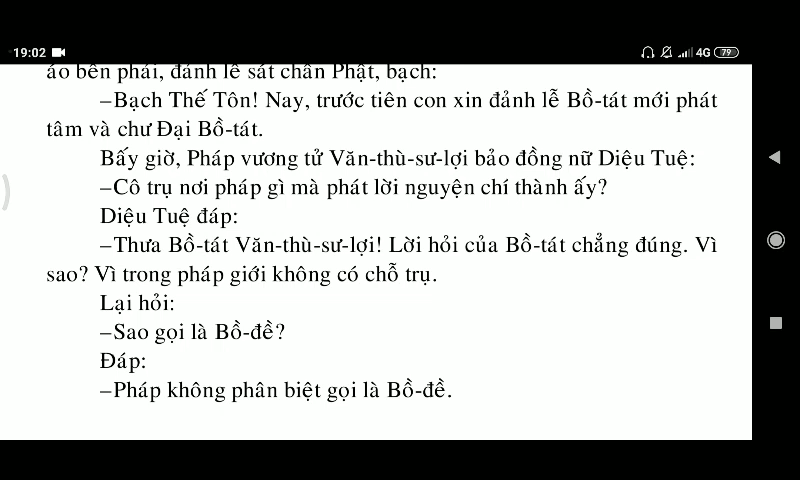 19:02
4G 79
áo bên phải, đảnh lễ sát chân Phật, bạch:
–Bạch Thế Tôn! Nay, trước tiên con xin đảnh lễ Bồ-tát mới phát
tâm và chư Đại Bồ-tát.
Bấy giờ, Pháp vương tử Văn-thù-sư-lợi bảo đồng nữ Diệu Tuệ:
–Cô trụ nơi pháp gì mà phát lời nguyện chí thành ấy?
Diệu Tuệ đáp:
–Thưa Bồ-tát Văn-thù-sư-lợi! Lời hỏi của Bồ-tát chẳng đúng. Vì
sao? Vì trong pháp giới không có chỗ trụ.
Lại hỏi:
–Sao gọi là Bồ-đề?
Đáp:
–Pháp không phân biệt gọi là Bồ-đề.